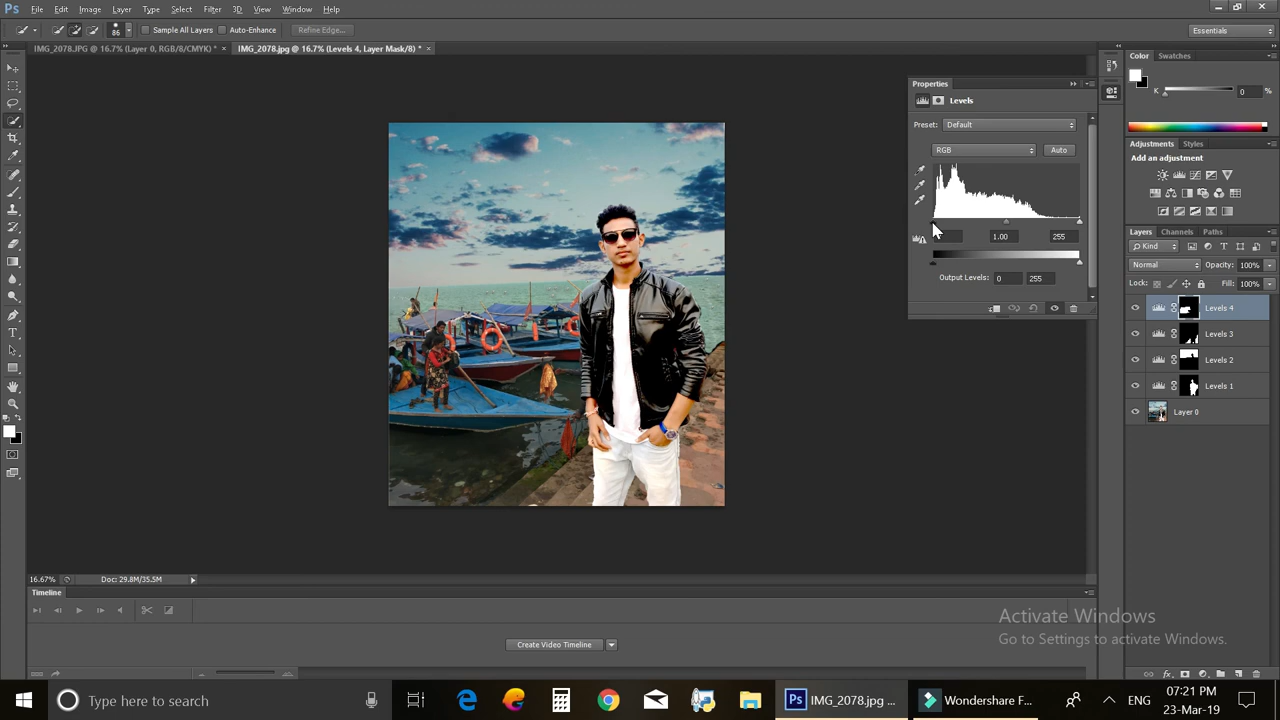 Ps File Edit Image Layer Type Select Filter 3D View Window Help
86 Sample All Layers Auto-Enhance Refine Edge... Essentials
IMG_2078.JPG @ 16.7% (Layer 0, RGB/8/CMYK) * × IMG_2078.jpg @ 16.7% (Levels 4, Layer Mask/8) * ×
Properties
Levels
Preset: Default
RGB Auto
1.00 255
Output Levels: 0 255
Color Swatches
K 0 %
Adjustments Styles
Add an adjustment
Layers Channels Paths
Kind
Normal Opacity: 100%
Lock: Fill: 100%
Levels 4
Levels 3
Levels 2
Levels 1
Layer 0
16.67% Doc: 29.8M/35.5M
Timeline
Create Video Timeline
Activate Windows
Go to Settings to activate Windows.
Type here to search
Ps IMG_2078.jpg ...
Wondershare F...
ENG
07:21 PM
23-Mar-19